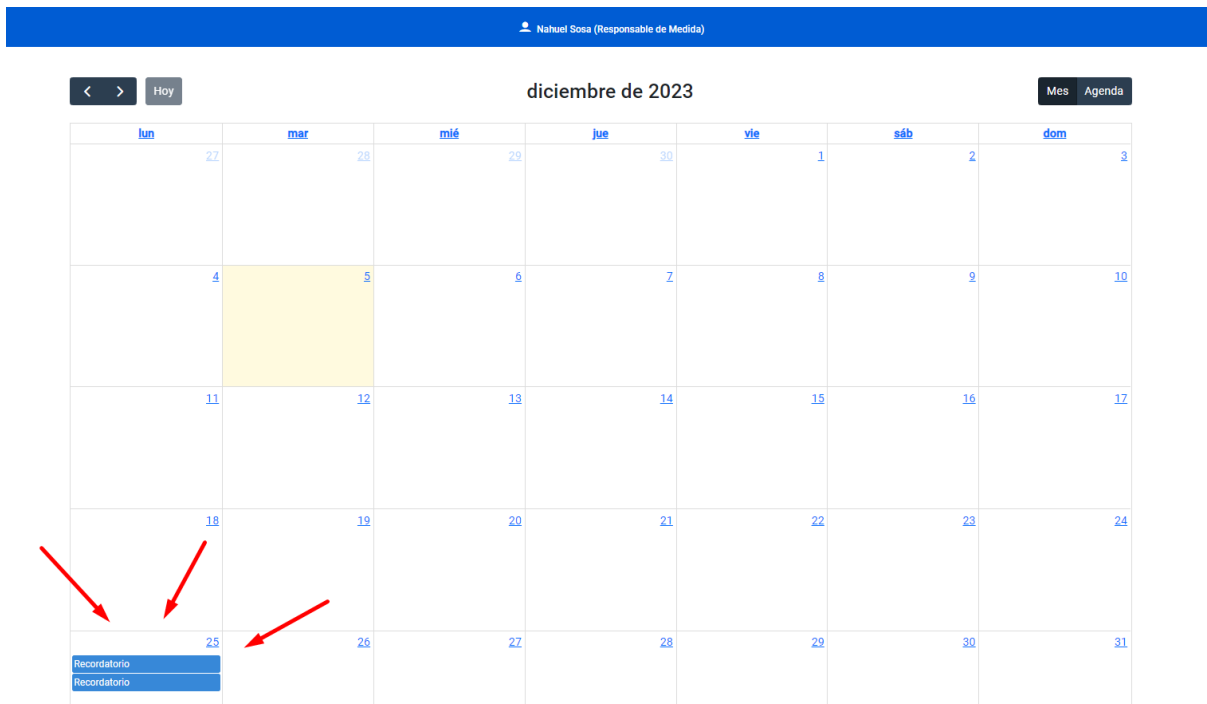 Nahuel Sosa (Responsable de Medida)
Hoy
diciembre de 2023
Mes Agenda
lun mar mié jue vie sáb dom
27 28 29 30 1 2 3
4 5 6 7 8 9 10
11 12 13 14 15 16 17
18 19 20 21 22 23 24
25 26 27 28 29 30 31
Recordatorio
Recordatorio